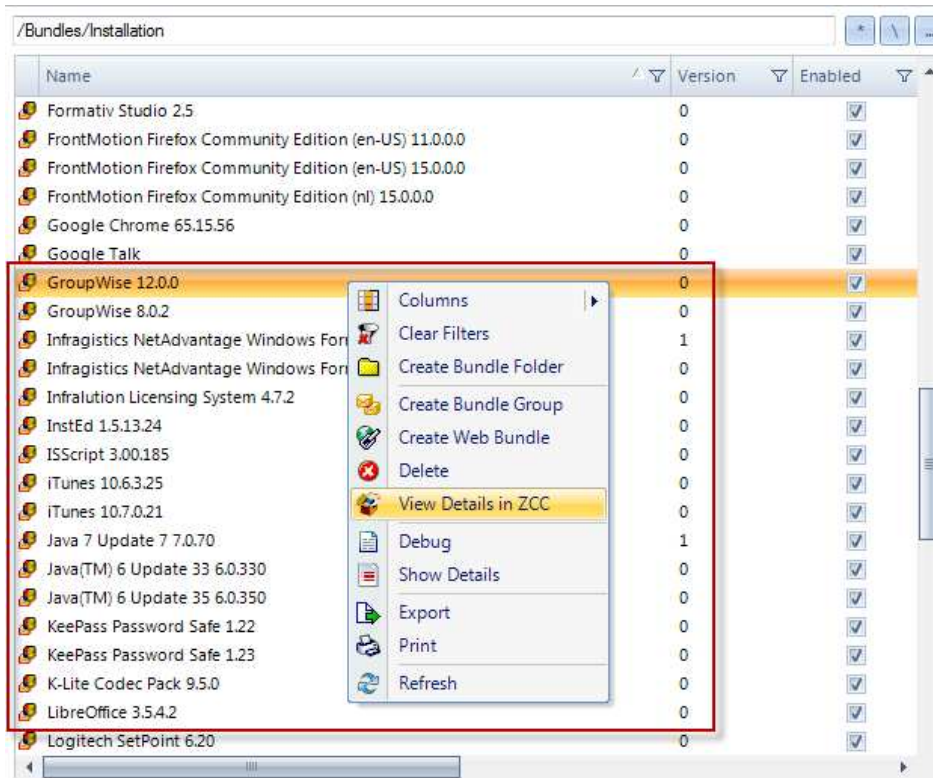 /Bundles/Installation * \ ...
Name Version Enabled
Formativ Studio 2.5 0
FrontMotion Firefox Community Edition (en-US) 11.0.0.0 0
FrontMotion Firefox Community Edition (en-US) 15.0.0.0 0
FrontMotion Firefox Community Edition (nl) 15.0.0.0 0
Google Chrome 65.15.56 0
Google Talk 0
GroupWise 12.0.0 0
GroupWise 8.0.2 0
Infragistics NetAdvantage Windows For 1
Infragistics NetAdvantage Windows For 0
Infralution Licensing System 4.7.2 0
InstEd 1.5.13.24 0
ISScript 3.00.185 0
iTunes 10.6.3.25 0
iTunes 10.7.0.21 0
Java 7 Update 7 7.0.70 1
Java(TM) 6 Update 33 6.0.330 0
Java(TM) 6 Update 35 6.0.350 0
KeePass Password Safe 1.22 0
KeePass Password Safe 1.23 0
K-Lite Codec Pack 9.5.0 0
LibreOffice 3.5.4.2 0
Logitech SetPoint 6.20 0
Columns
Clear Filters
Create Bundle Folder
Create Bundle Group
Create Web Bundle
Delete
View Details in ZCC
Debug
Show Details
Export
Print
Refresh